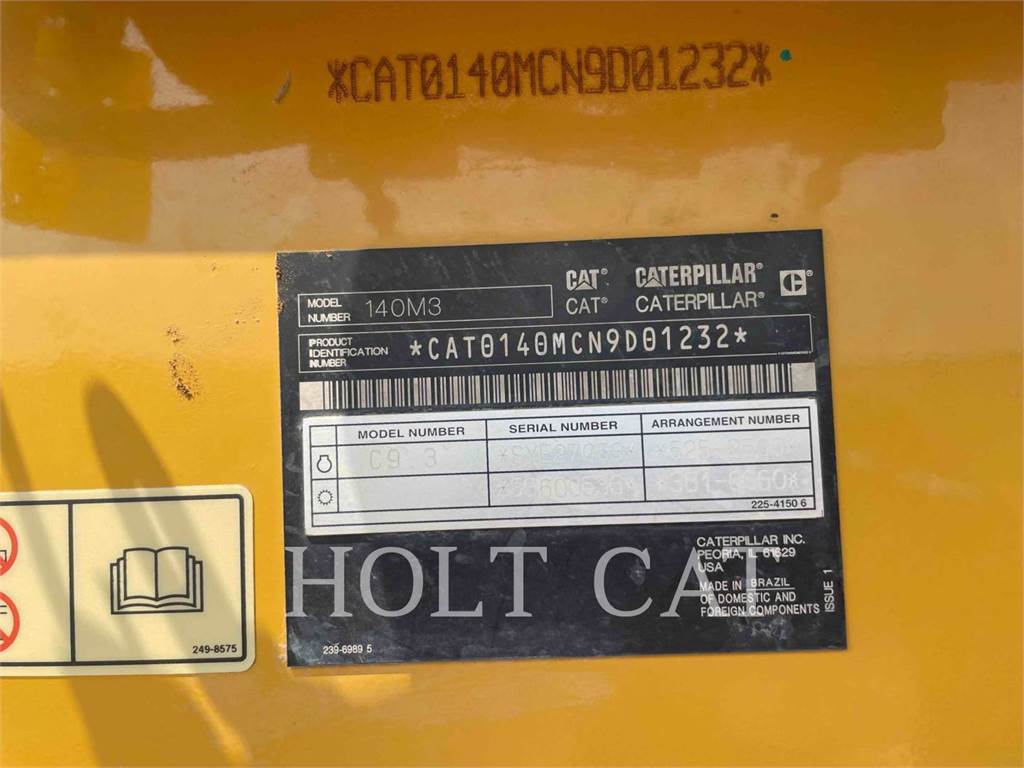 *CAT0140MCN9D01232*
CAT® CATERPILLAR®
CAT® CATERPILLAR®
MODEL NUMBER 140M3
PRODUCT IDENTIFICATION NUMBER *CAT0140MCN9D01232*
MODEL NUMBER SERIAL NUMBER ARRANGEMENT NUMBER
C9.3
225-4150 6
CATERPILLAR INC.
PEORIA, IL 61629
USA
MADE IN BRAZIL
OF DOMESTIC AND
FOREIGN COMPONENTS
ISSUE 1
HOLT CAT
249-8575
239-6989 5